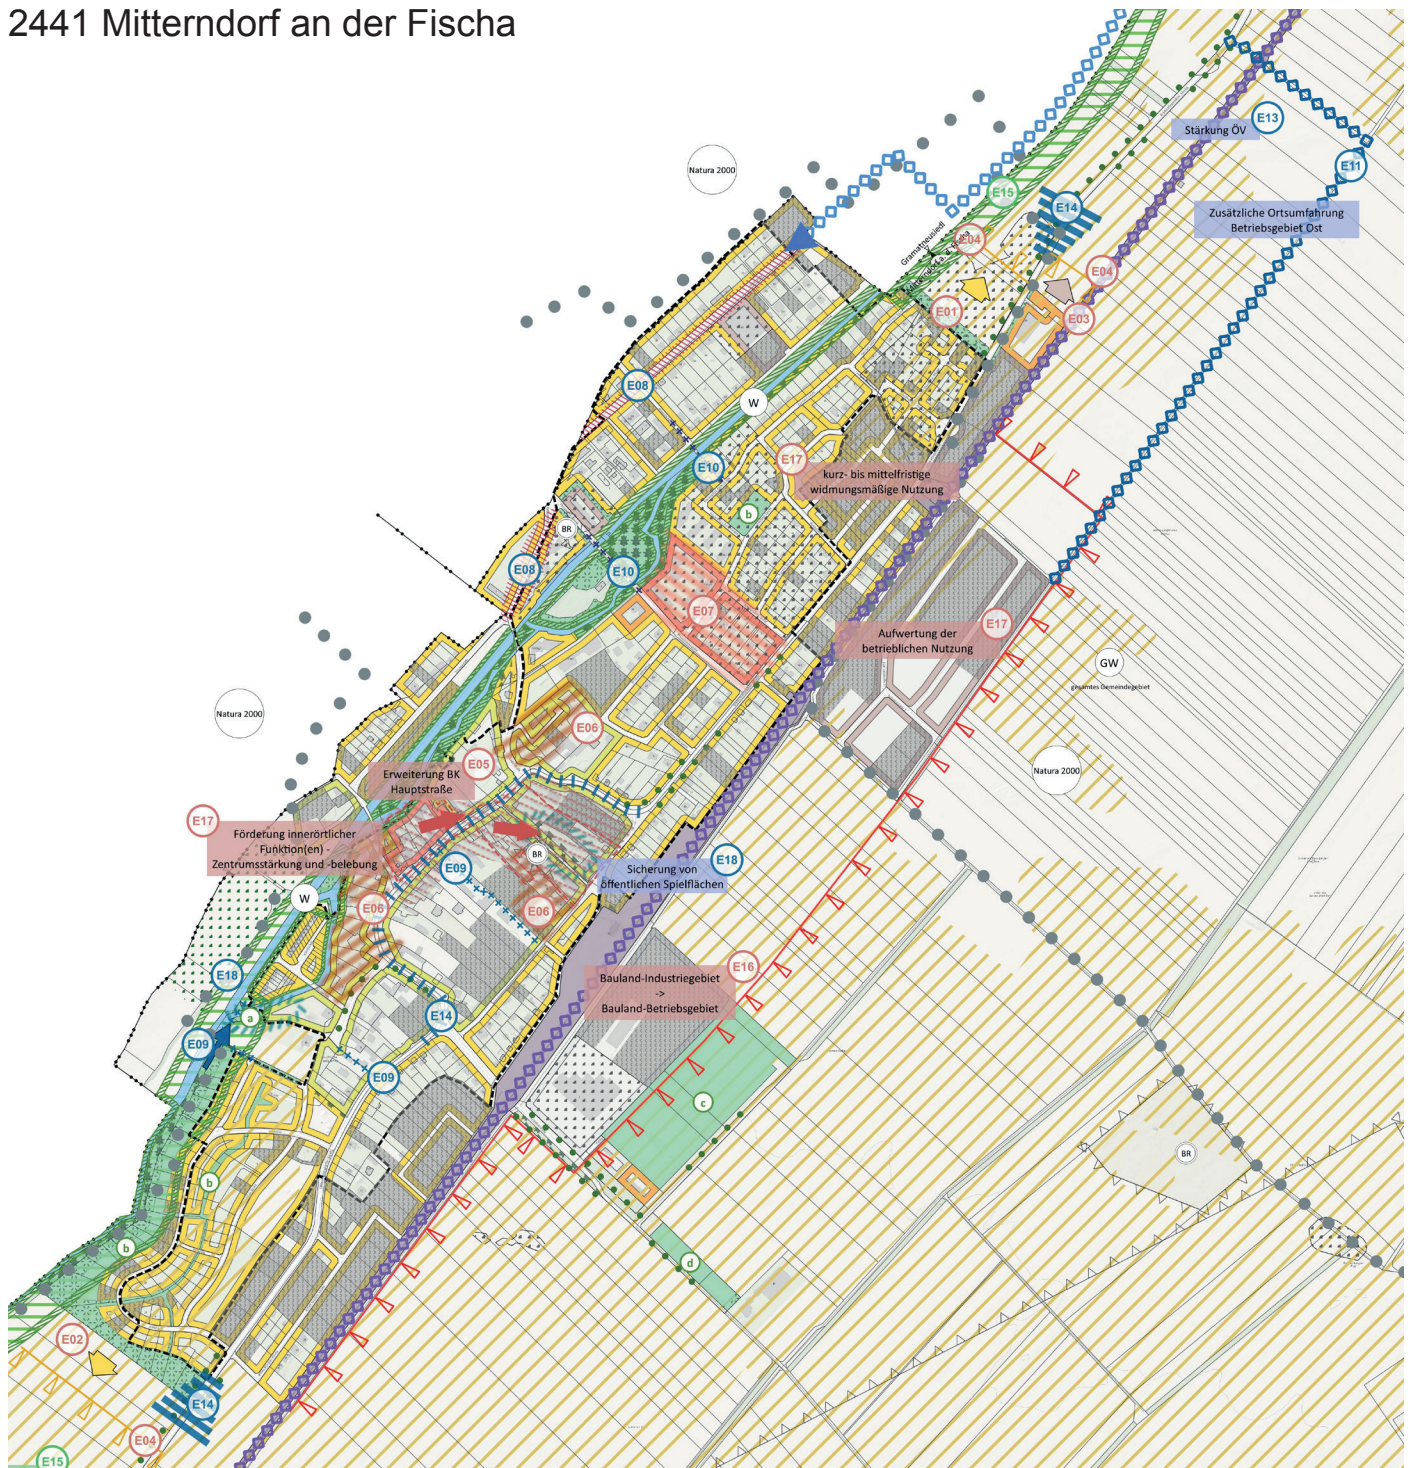 2441 Mitterndorf an der Fischa
E13
Stärkung ÖV
E11
Natura 2000
E15
E14
Zusätzliche Ortsumfahrung
Betriebsgebiet Ost
Gramatneusiedl
E04
E04
E01
E03
E08
W
E17
E10
kurz- bis mittelfristige
widmungsmäßige Nutzung
b
BR
E08
E10
E07
E17
Aufwertung der
betrieblichen Nutzung
GW
gesamtes Gemeindegebiet
Natura 2000
E06
E05
Natura 2000
Erweiterung BK
Hauptstraße
E17
Förderung innerörtlicher
Funktion(en) -
Zentrumsstärkung und -belebung
BR
E18
Sicherung von
öffentlichen Spielflächen
E09
W
E06
E06
E18
E16
Bauland-Industriegebiet
->
Bauland-Betriebsgebiet
a
E14
E09
E09
c
BR
b
b
d
E02
E14
E04
E15